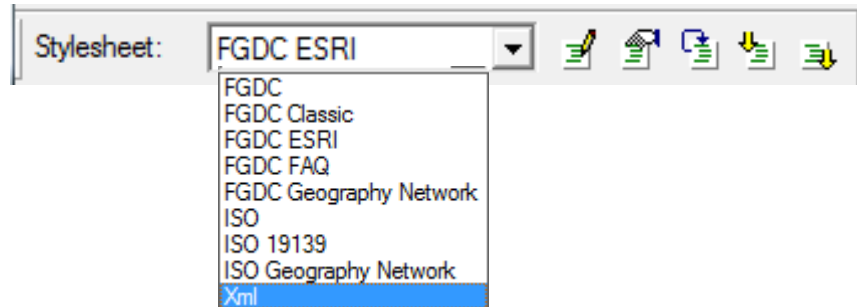 Stylesheet: FGDC ESRI
FGDC
FGDC Classic
FGDC ESRI
FGDC FAQ
FGDC Geography Network
ISO
ISO 19139
ISO Geography Network
Xml